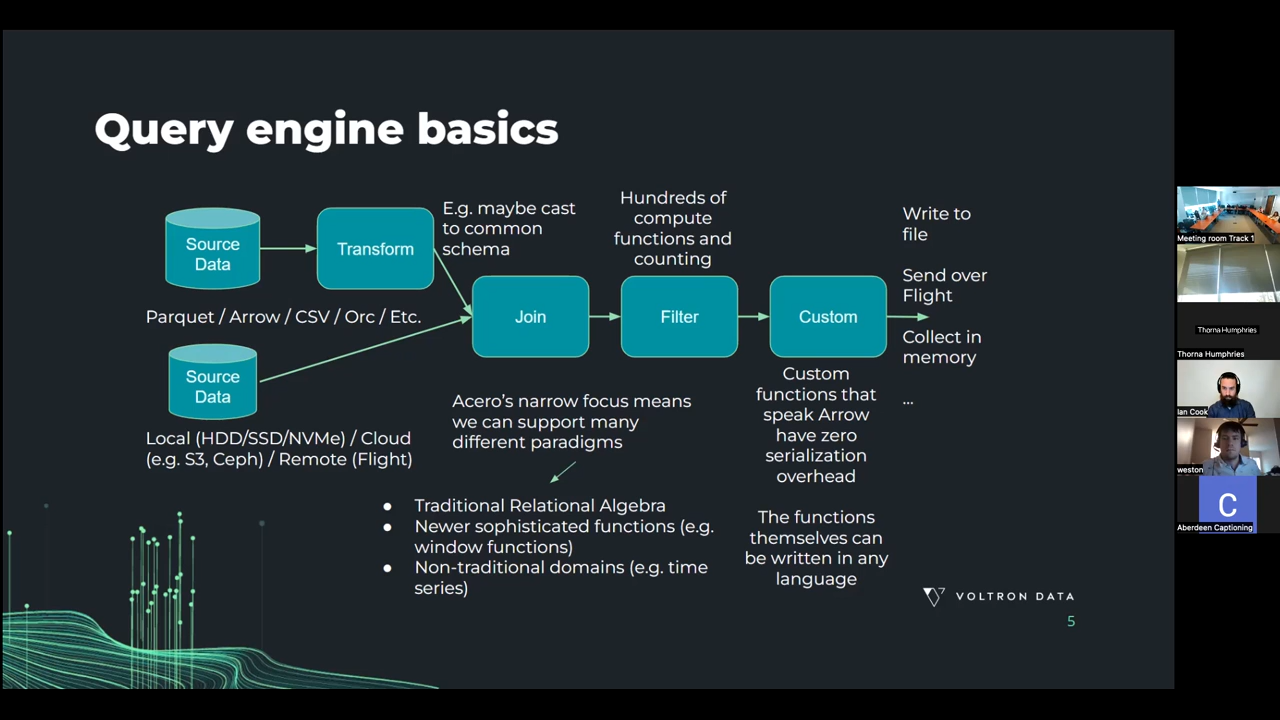 Query engine basics
Source
Data
Transform
E.g. maybe cast
to common
schema
Hundreds of
compute
functions and
counting
Write to
file
Send over
Flight
Collect in
memory
...
Parquet / Arrow / CSV / Orc / Etc.
Join
Filter
Custom
Source
Data
Local (HDD/SSD/NVMe) / Cloud
(e.g. S3, Ceph) / Remote (Flight)
Acero's narrow focus means
we can support many
different paradigms
● Traditional Relational Algebra
● Newer sophisticated functions (e.g.
window functions)
● Non-traditional domains (e.g. time
series)
Custom
functions that
speak Arrow
have zero
serialization
overhead
The functions
themselves can
be written in any
language
VOLTRON DATA
5
Meeting room Track 1
Thorna Humphries
Thorna Humphries
Ian Cook
weston
C
Aberdeen Captioning